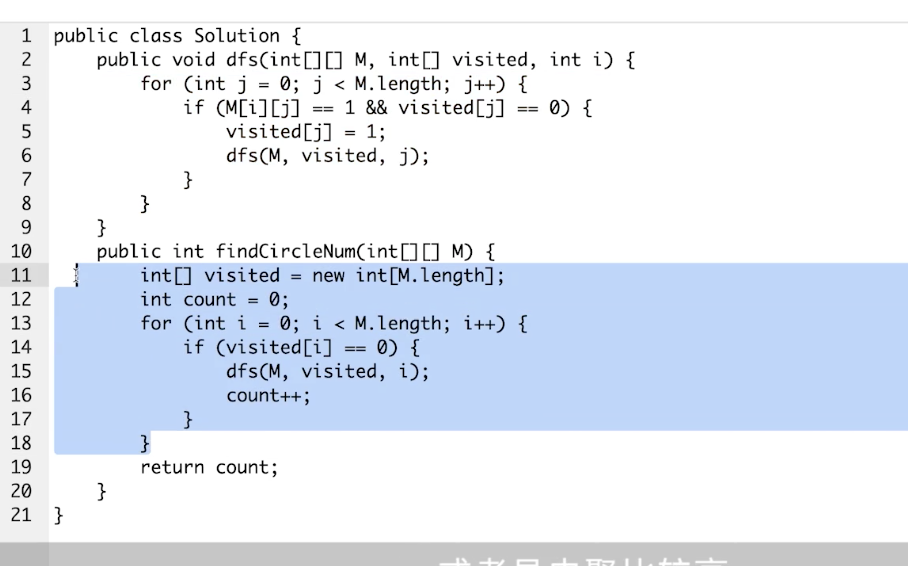 1 public class Solution {
2 public void dfs(int[][] M, int[] visited, int i) {
3 for (int j = 0; j < M.length; j++) {
4 if (M[i][j] == 1 && visited[j] == 0) {
5 visited[j] = 1;
6 dfs(M, visited, j);
7 }
8 }
9 }
10 public int findCircleNum(int[][] M) {
11 int[] visited = new int[M.length];
12 int count = 0;
13 for (int i = 0; i < M.length; i++) {
14 if (visited[i] == 0) {
15 dfs(M, visited, i);
16 count++;
17 }
18 }
19 return count;
20 }
21 }